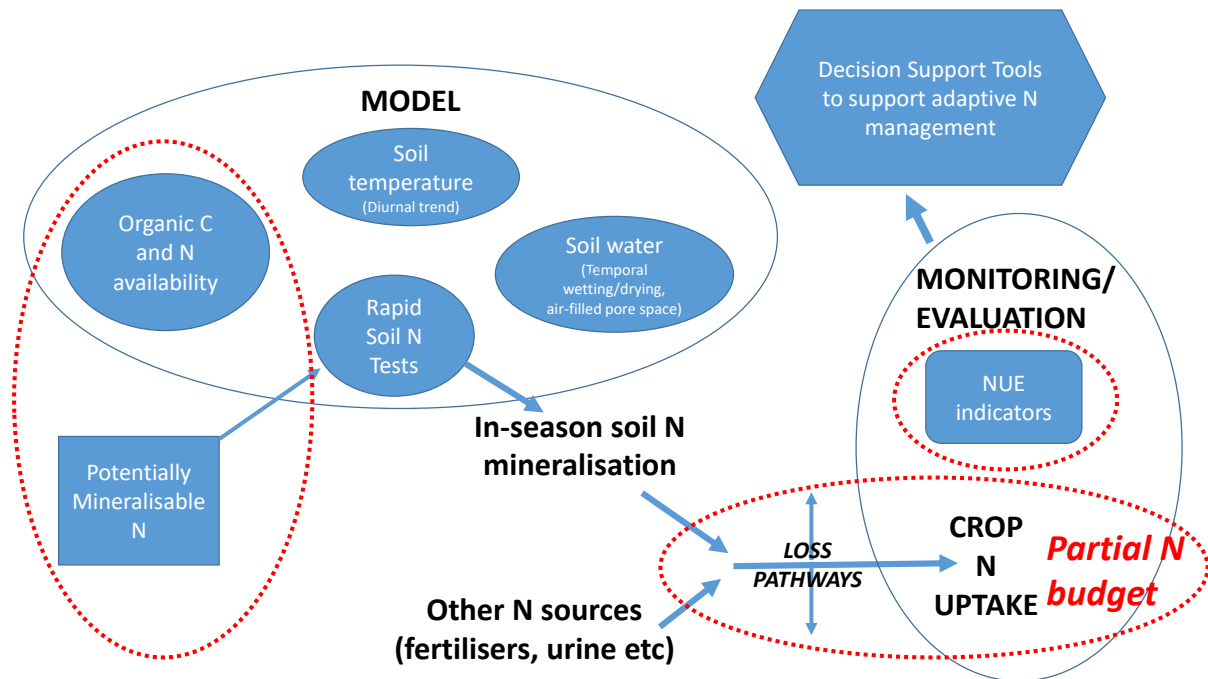 MODEL
Soil
temperature
(Diurnal trend)
Organic C
and N
availability
Soil water
(Temporal
wetting/drying,
air-filled pore space)
Rapid
Soil N
Tests
Potentially
Mineralisable
N
In-season soil N
mineralisation
Other N sources
(fertilisers, urine etc)
LOSS
PATHWAYS
Decision Support Tools
to support adaptive N
management
MONITORING/
EVALUATION
NUE
indicators
CROP
N
UPTAKE
Partial N
budget